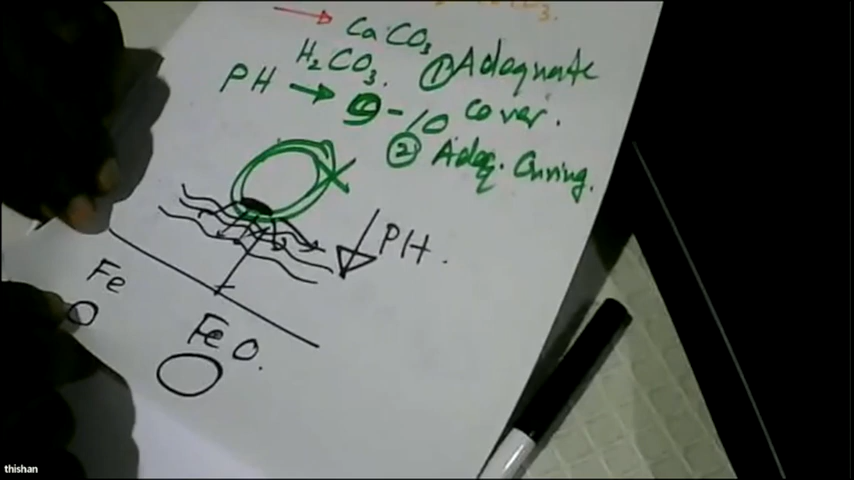 CaCO₃
H₂CO₃. ① Adequate
PH → 9 - 10 Cover.
② Adeq. Curing.
PH.
Fe
FeO.
thishan